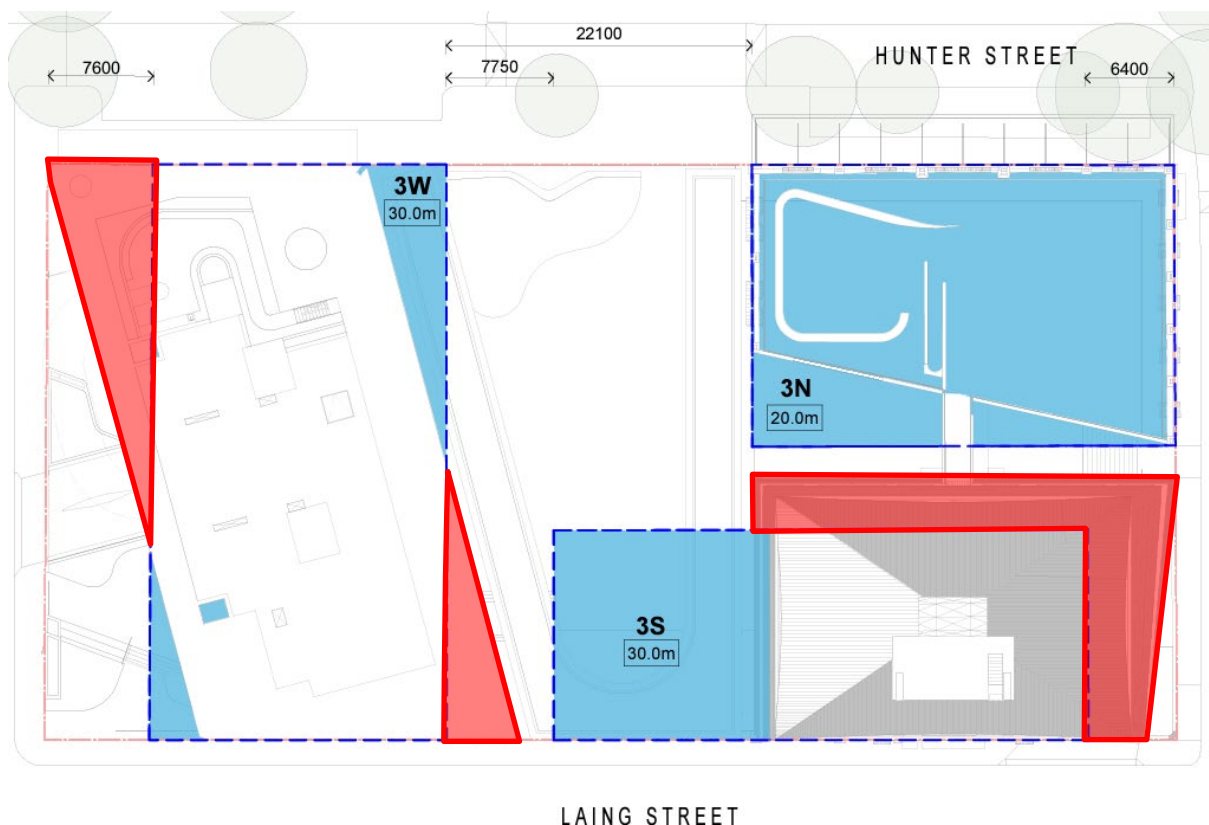 22100
HUNTER STREET
7600
7750
6400
3W
30.0m
3N
20.0m
3S
30.0m
LAING STREET